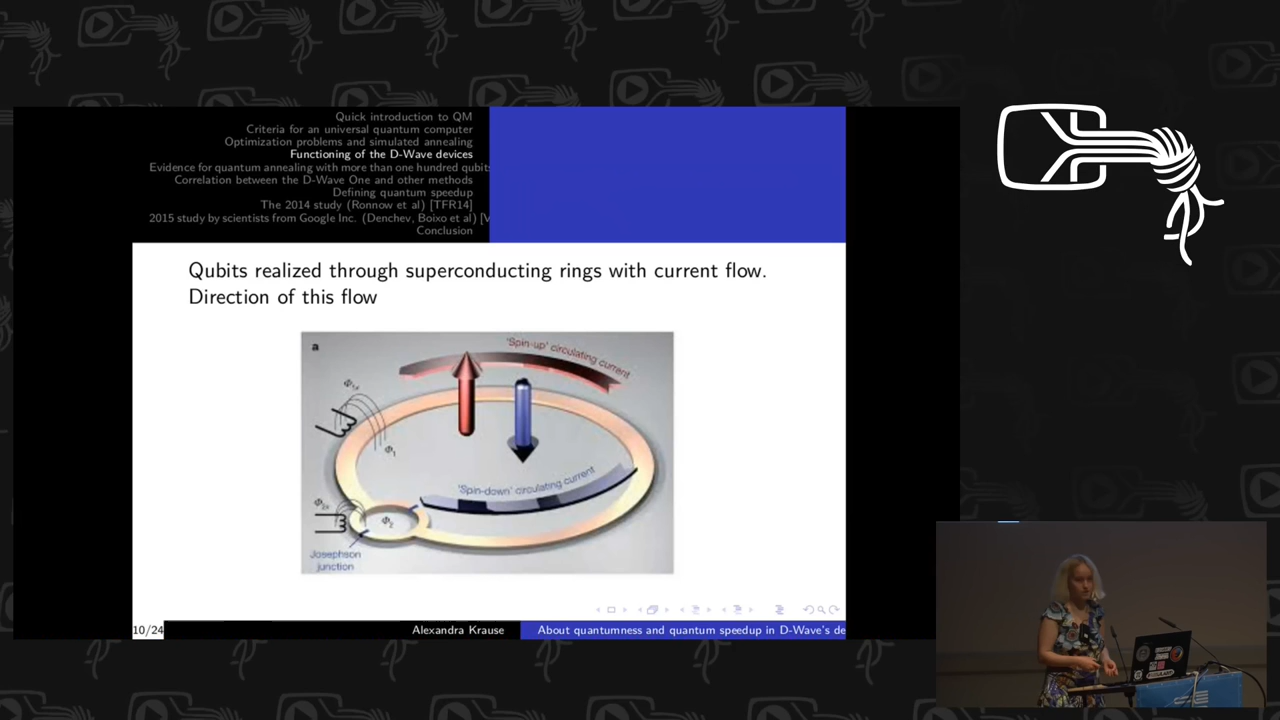 Quick introduction to QM
Criteria for an universal quantum computer
Optimization problems and simulated annealing
Functioning of the D-Wave devices
Evidence for quantum annealing with more than one hundred qubits
Correlation between the D-Wave One and other methods
Defining quantum speedup
The 2014 study (Ronnow et al) [TFR14]
2015 study by scientists from Google Inc. (Denchev, Boixo et al) [V
Conclusion
Qubits realized through superconducting rings with current flow.
Direction of this flow
a
'Spin-up' circulating current
Φ1x
Φ1
'Spin-down' circulating current
Φ2x
Φ2
Josephson
junction
10/24
Alexandra Krause
About quantumness and quantum speedup in D-Wave's de